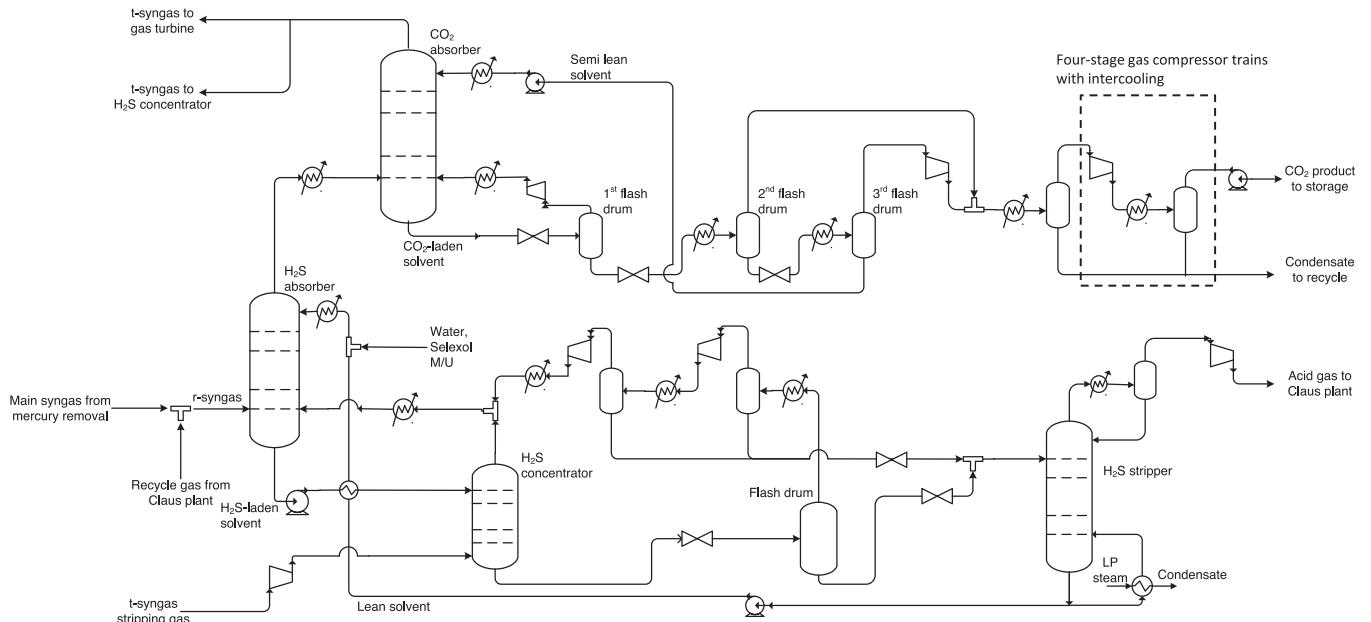 t-syngas to
gas turbine
CO2
absorber
Semi lean
solvent
Four-stage gas compressor trains
with intercooling
t-syngas to
H2S concentrator
1st flash
drum
2nd flash
drum
3rd flash
drum
CO2 product
to storage
CO2-laden
solvent
Condensate
to recycle
H2S
absorber
Water,
Selexol
M/U
Main syngas from
mercury removal
r-syngas
Acid gas to
Claus plant
Recycle gas from
Claus plant
H2S
concentrator
H2S stripper
H2S-laden
solvent
Flash drum
LP
steam
Condensate
t-syngas
stripping gas
Lean solvent